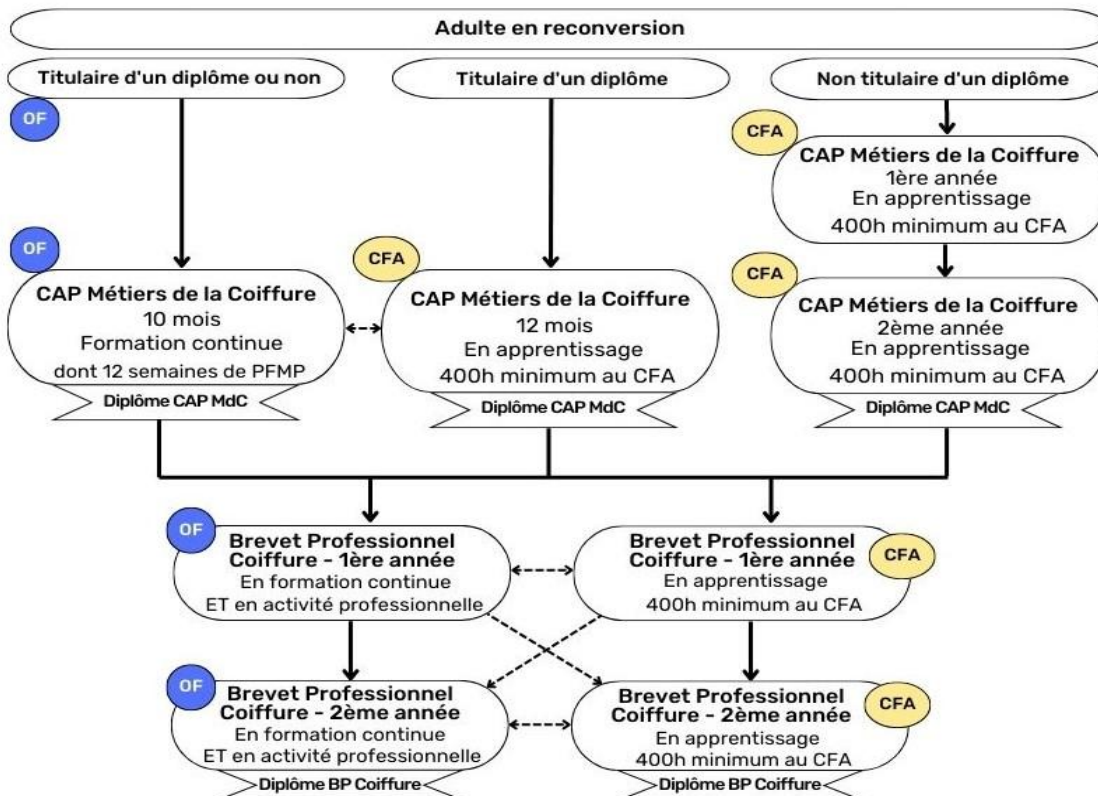 Adulte en reconversion
Titulaire d'un diplôme ou non
Titulaire d'un diplôme
Non titulaire d'un diplôme
OF
CFA
CAP Métiers de la Coiffure
1ère année
En apprentissage
400h minimum au CFA
OF
CAP Métiers de la Coiffure
10 mois
Formation continue
dont 12 semaines de PFMP
Diplôme CAP MdC
CFA
CAP Métiers de la Coiffure
12 mois
En apprentissage
400h minimum au CFA
Diplôme CAP MdC
CFA
CAP Métiers de la Coiffure
2ème année
En apprentissage
400h minimum au CFA
Diplôme CAP MdC
OF
Brevet Professionnel
Coiffure - 1ère année
En formation continue
ET en activité professionnelle
Brevet Professionnel
Coiffure - 1ère année
En apprentissage
400h minimum au CFA
CFA
OF
Brevet Professionnel
Coiffure - 2ème année
En formation continue
ET en activité professionnelle
Diplôme BP Coiffure
Brevet Professionnel
Coiffure - 2ème année
En apprentissage
400h minimum au CFA
CFA
Diplôme BP Coiffure